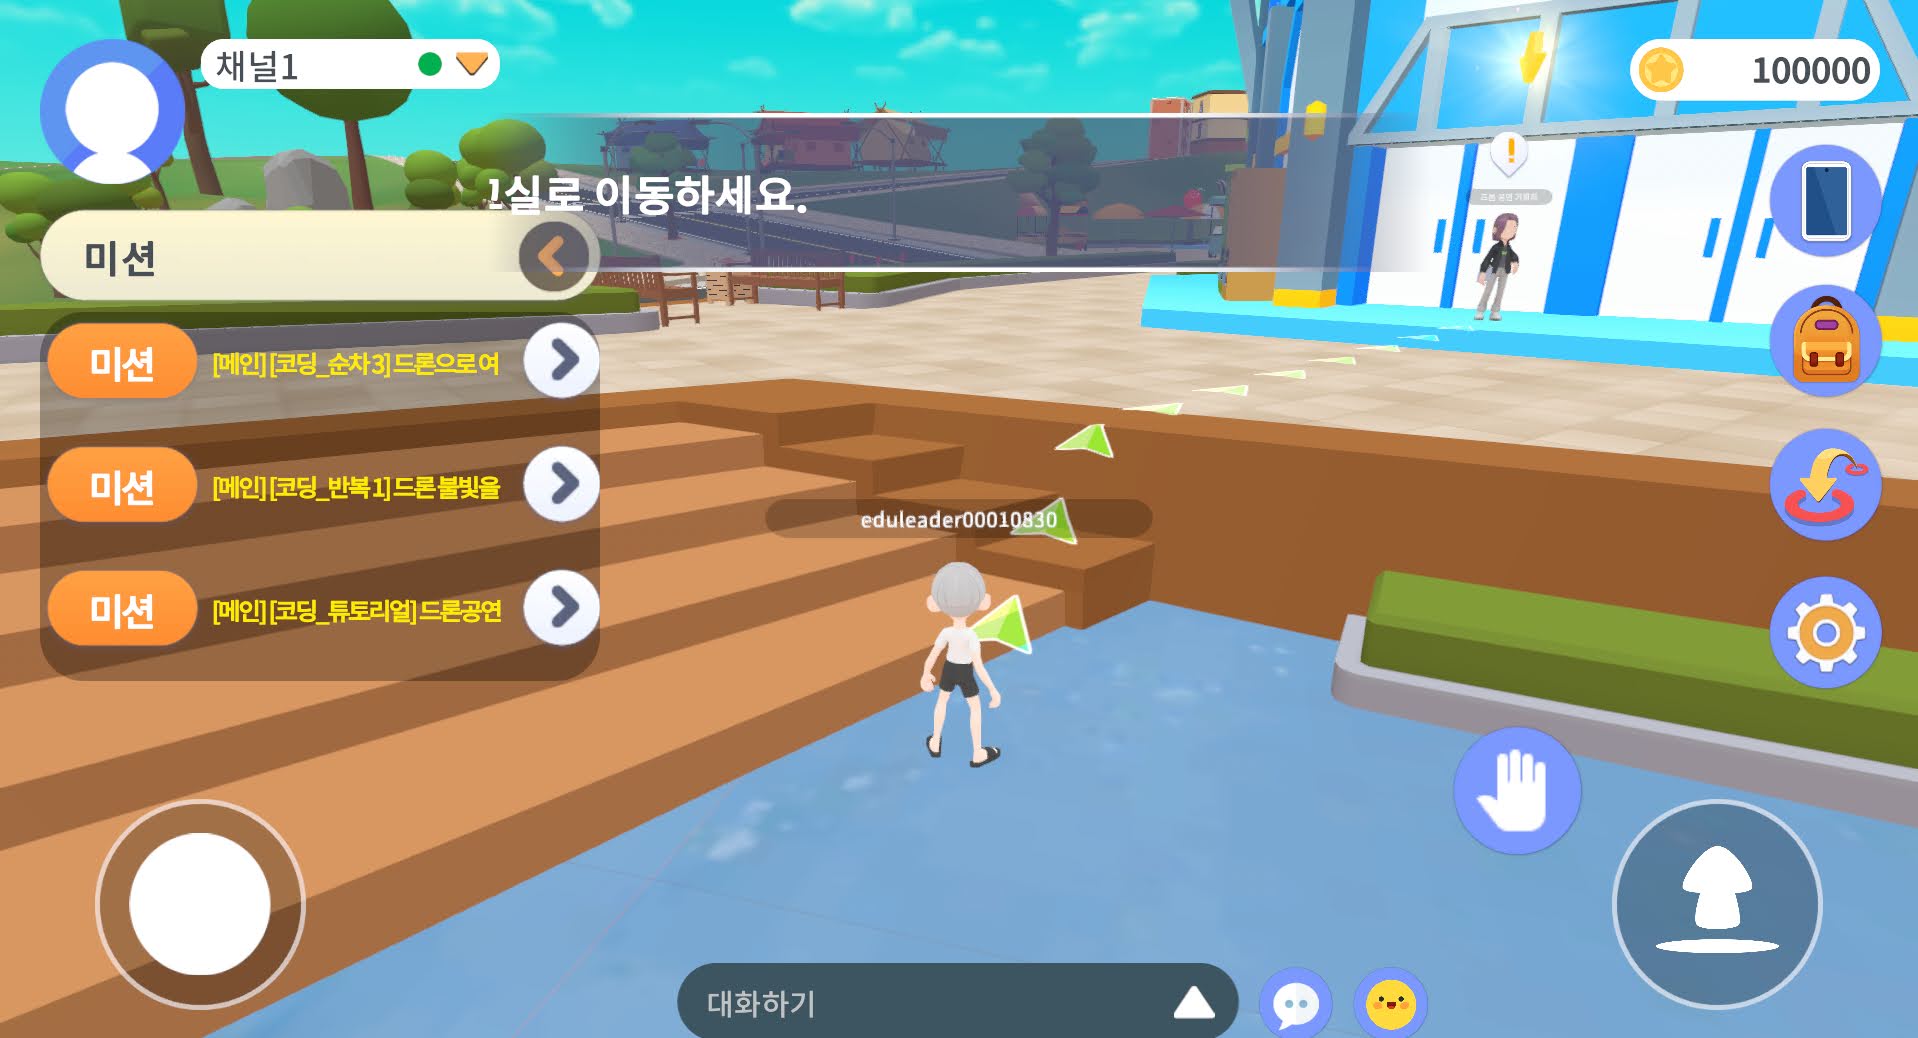 채널1
100000
실로 이동하세요.
미션
미션 [메인][코딩_순차3]드론으로 여
미션 [메인][코딩_반복1]드론 불빛을
미션 [메인][코딩_튜토리얼]드론공연
eduleader00010830
대화하기